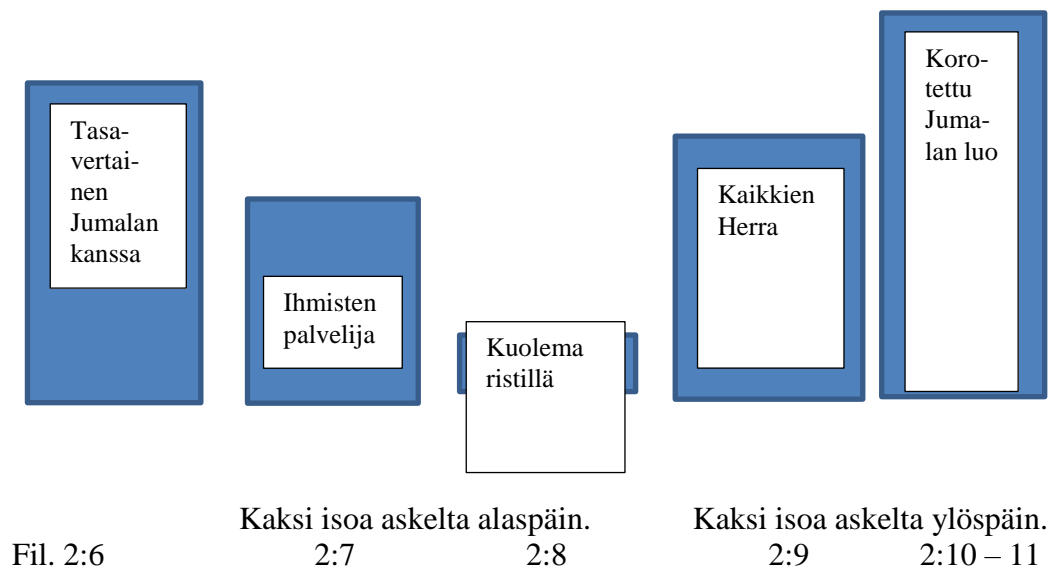 Tasa-
vertai-
nen
Jumalan
kanssa
Ihmisten
palvelija
Kuolema
ristillä
Kaikkien
Herra
Koro-
tettu
Juma-
lan luo
Kaksi isoa askelta alaspäin. Kaksi isoa askelta ylöspäin.
Fil. 2:6 2:7 2:8 2:9 2:10 – 11